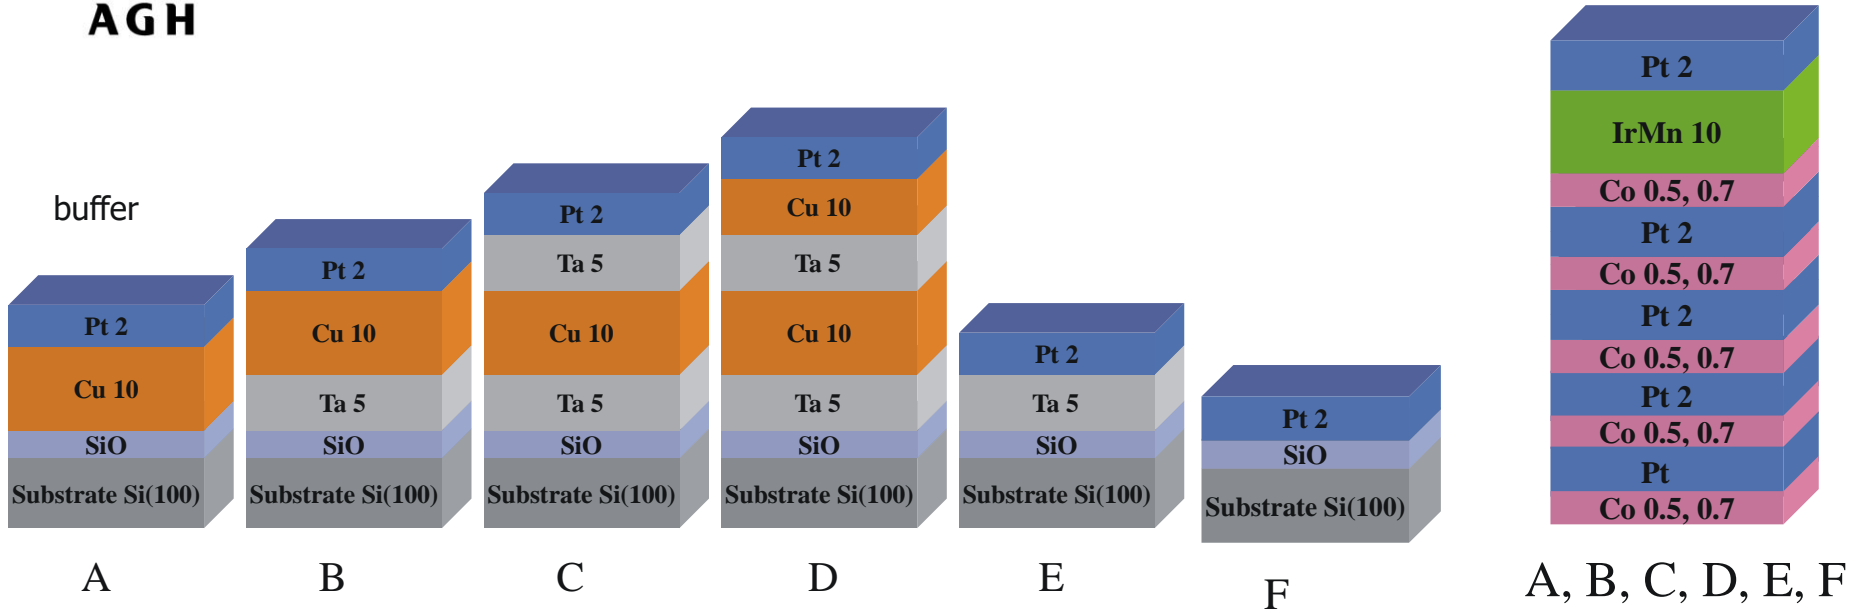 AGH
buffer
Pt 2
Cu 10
SiO
Substrate Si(100)
A
Pt 2
Cu 10
Ta 5
SiO
Substrate Si(100)
B
Pt 2
Ta 5
Cu 10
Ta 5
SiO
Substrate Si(100)
C
Pt 2
Cu 10
Ta 5
Cu 10
Ta 5
SiO
Substrate Si(100)
D
Pt 2
Ta 5
SiO
Substrate Si(100)
E
Pt 2
SiO
Substrate Si(100)
F
Pt 2
IrMn 10
Co 0.5, 0.7
Pt 2
Co 0.5, 0.7
Pt 2
Co 0.5, 0.7
Pt 2
Co 0.5, 0.7
Pt
Co 0.5, 0.7
A, B, C, D, E, F